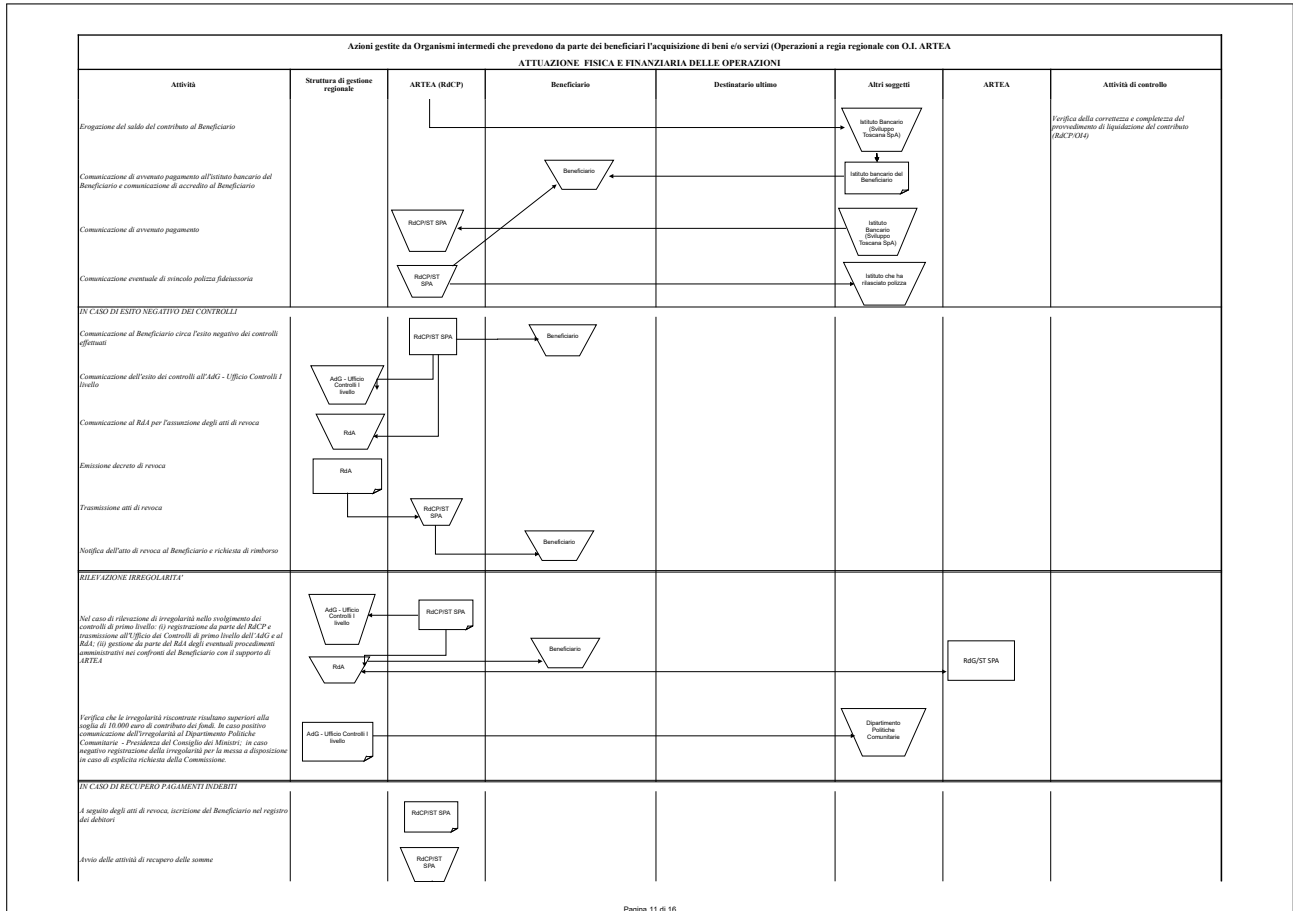 Azioni gestite da Organismi intermedi che prevedono da parte dei beneficiari l'acquisizione di beni e/o servizi (Operazioni a regia regionale con O.I. ARTEA
ATTUAZIONE FISICA E FINANZIARIA DELLE OPERAZIONI
Attività
Struttura di gestione
regionale
ARTEA (RdCP)
Beneficiario
Destinatario ultimo
Altri soggetti
ARTEA
Attività di controllo
Erogazione del saldo del contributo al Beneficiario
Istituto Bancario
(Sviluppo
Toscana SpA)
Verifica della correttezza e completezza del
provvedimento di liquidazione del contributo
(RdCP/OI4)
Comunicazione di avvenuto pagamento all'istituto bancario del
Beneficiario e comunicazione di accredito al Beneficiario
Beneficiario
Istituto bancario del
Beneficiario
Comunicazione di avvenuto pagamento
RdCP/ST SPA
Istituto
Bancario
(Sviluppo
Toscana SpA)
Comunicazione eventuale di svincolo polizza fideiussoria
RdCP/ST
SPA
Istituto che ha
rilasciato polizza
IN CASO DI ESITO NEGATIVO DEI CONTROLLI
Comunicazione al Beneficiario circa l'esito negativo dei controlli
effettuati
RdCP/ST SPA
Beneficiario
Comunicazione dell'esito dei controlli all'AdG - Ufficio Controlli I
livello
AdG - Ufficio
Controlli I
livello
Comunicazione al RdA per l'assunzione degli atti di revoca
RdA
Emissione decreto di revoca
RdA
Trasmissione atti di revoca
RdCP/ST
SPA
Notifica dell'atto di revoca al Beneficiario e richiesta di rimborso
Beneficiario
RILEVAZIONE IRREGOLARITA'
Nel caso di rilevazione di irregolarità nello svolgimento dei
controlli di primo livello: (i) registrazione da parte del RdCP e
trasmissione all'Ufficio dei Controlli di primo livello dell'AdG e al
RdA; (ii) gestione da parte del RdA degli eventuali procedimenti
amministrativi nei confronti del Beneficiario con il supporto di
ARTEA
AdG - Ufficio
Controlli I
livello
RdCP/ST SPA
RdA
Beneficiario
RdG/ST SPA
Verifica che le irregolarità riscontrate risultano superiori alla
soglia di 10.000 euro di contributo dei fondi. In caso positivo
comunicazione dell'irregolarità al Dipartimento Politiche
Comunitarie - Presidenza del Consiglio dei Ministri; in caso
negativo registrazione della irregolarità per la messa a disposizione
in caso di esplicita richiesta della Commissione.
AdG - Ufficio Controlli I
livello
Dipartimento
Politiche
Comunitarie
IN CASO DI RECUPERO PAGAMENTI INDEBITI
A seguito degli atti di revoca, iscrizione del Beneficiario nel registro
dei debitori
RdCP/ST SPA
Avvio delle attività di recupero delle somme
RdCP/ST
SPA
Pagina 11 di 16